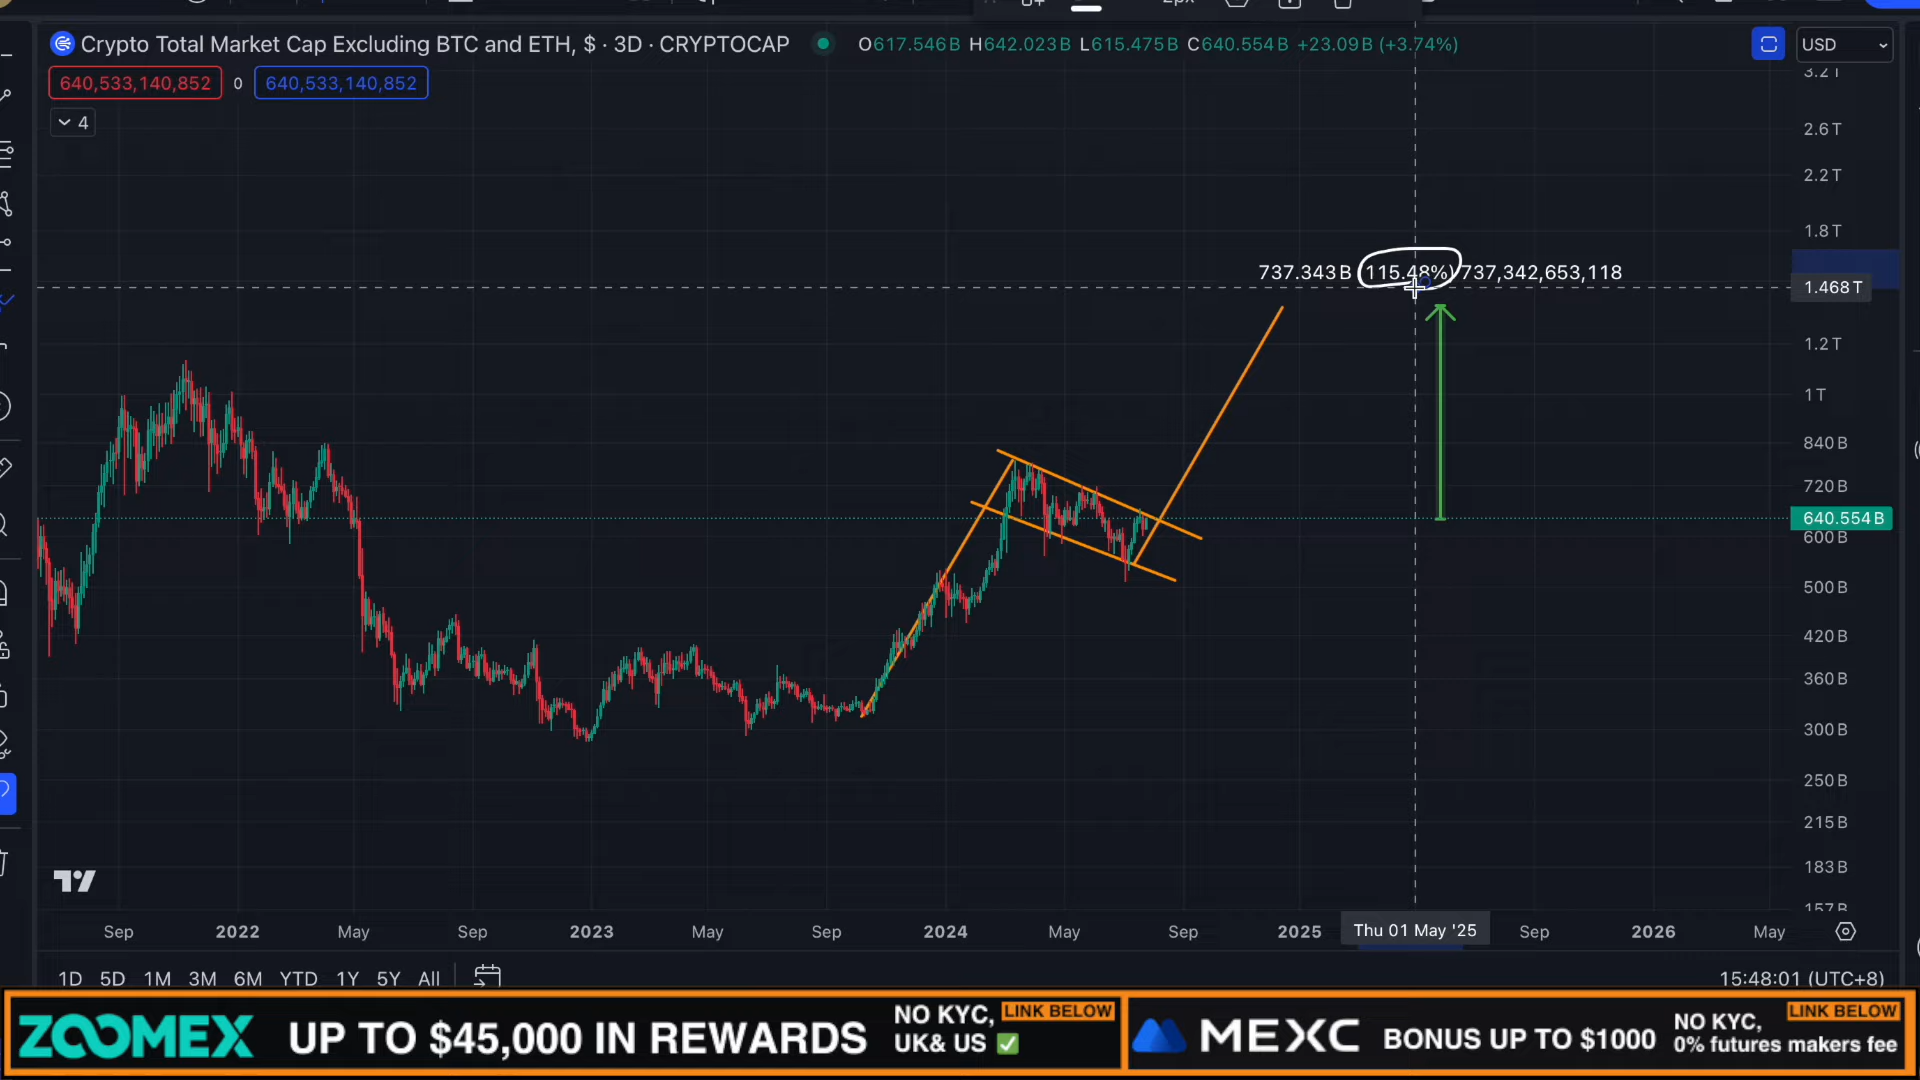 Crypto Total Market Cap Excluding BTC and ETH, $ · 3D · CRYPTOCAP O617.546B H642.023B L615.475B C640.554B +23.09B (+3.74%) USD
640,533,140,852 0 640,533,140,852
4
3.2T
2.6T
2.2T
1.8T
737.343B (115.48%) 737,342,653,118
1.468T
1.2T
1T
840B
720B
640.554B
600B
500B
420B
360B
300B
250B
215B
183B
157B
Sep 2022 May Sep 2023 May Sep 2024 May Sep 2025 Thu 01 May '25 Sep 2026 May
1D 5D 1M 3M 6M YTD 1Y 5Y All 15:48:01 (UTC+8)
ZOOMEX UP TO $45,000 IN REWARDS
NO KYC, LINK BELOW
UK& US ✅
MEXC BONUS UP TO $1000
NO KYC, LINK BELOW
0% futures makers fee